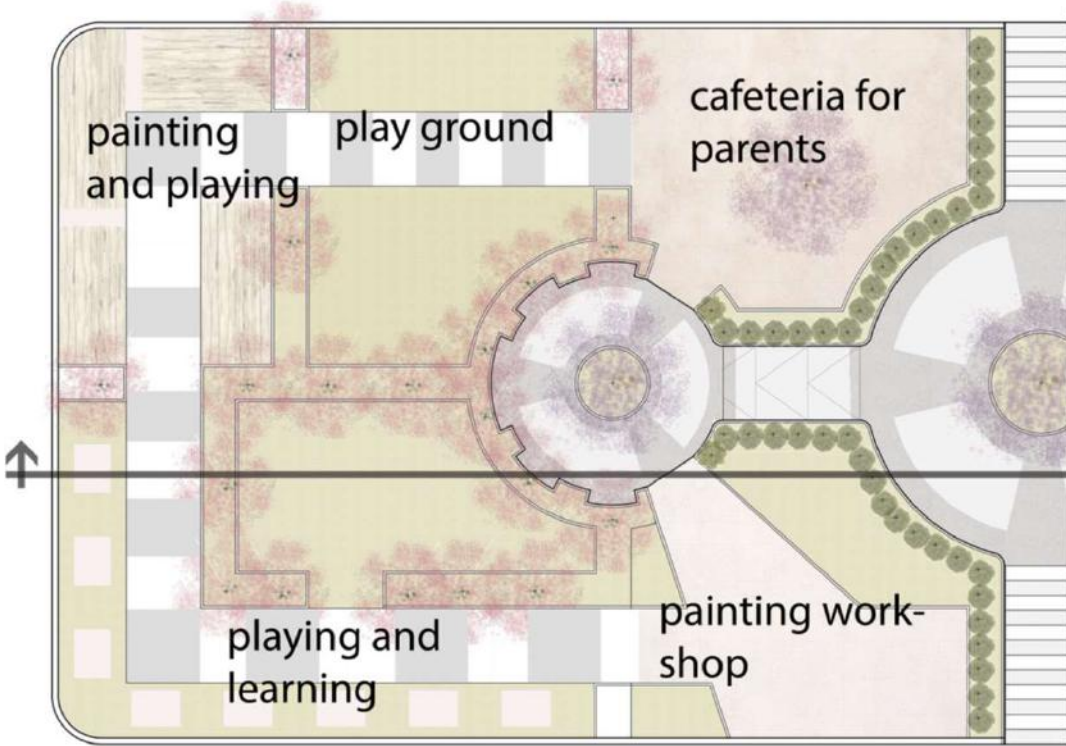 painting
and playing
play ground
cafeteria for
parents
playing and
learning
painting work-
shop